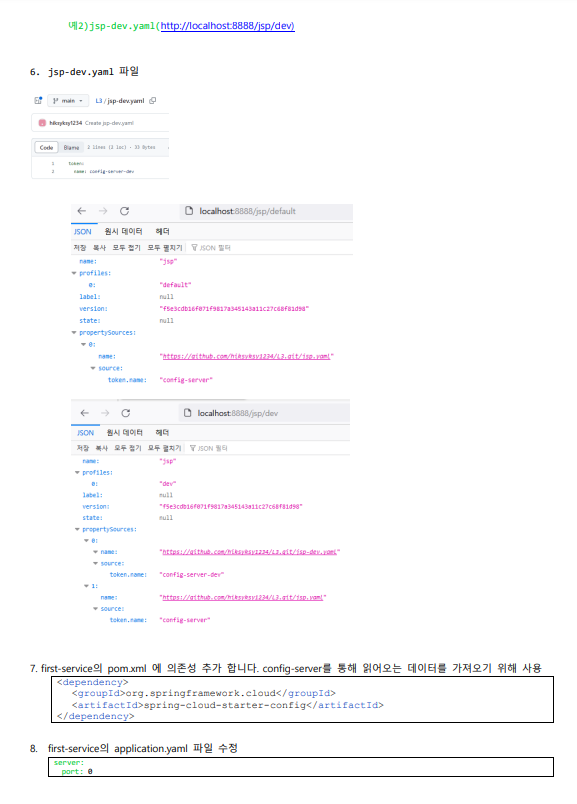 예2)jsp-dev.yaml(http://localhost:8888/jsp/dev)
6. jsp-dev.yaml 파일
main L3 / jsp-dev.yaml
hiksyksy1234 Create jsp-dev.yaml
Code Blame 2 lines (2 loc) · 33 Bytes
1 token:
2 name: config-server-dev
localhost:8888/jsp/default
JSON 원시 데이터 헤더
저장 복사 모두 접기 모두 펼치기 JSON 필터
name: "jsp"
profiles:
0: "default"
label: null
version: "f5e3cdb16f071f9817a345143a11c27c68f81d98"
state: null
propertySources:
0:
name: "https://github.com/hiksyksy1234/L3.git/jsp.yaml"
source:
token.name: "config-server"
localhost:8888/jsp/dev
JSON 원시 데이터 헤더
저장 복사 모두 접기 모두 펼치기 JSON 필터
name: "jsp"
profiles:
0: "dev"
label: null
version: "f5e3cdb16f071f9817a345143a11c27c68f81d98"
state: null
propertySources:
0:
name: "https://github.com/hiksyksy1234/L3.git/jsp-dev.yaml"
source:
token.name: "config-server-dev"
1:
name: "https://github.com/hiksyksy1234/L3.git/jsp.yaml"
source:
token.name: "config-server"
7. first-service의 pom.xml 에 의존성 추가 합니다. config-server를 통해 읽어오는 데이터를 가져오기 위해 사용
<dependency>
<groupId>org.springframework.cloud</groupId>
<artifactId>spring-cloud-starter-config</artifactId>
</dependency>
8. first-service의 application.yaml 파일 수정
server:
port: 0